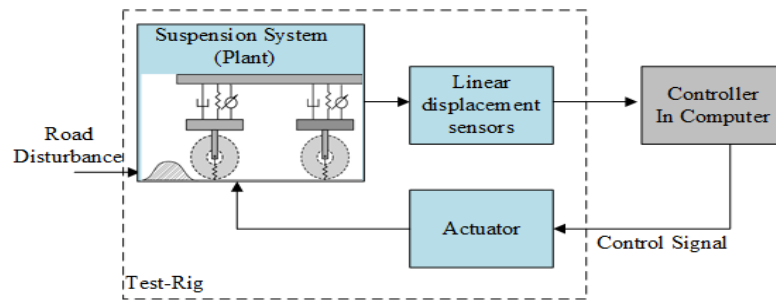 Suspension System
(Plant)
Linear
displacement
sensors
Controller
In Computer
Road
Disturbance
Actuator
Control Signal
Test-Rig